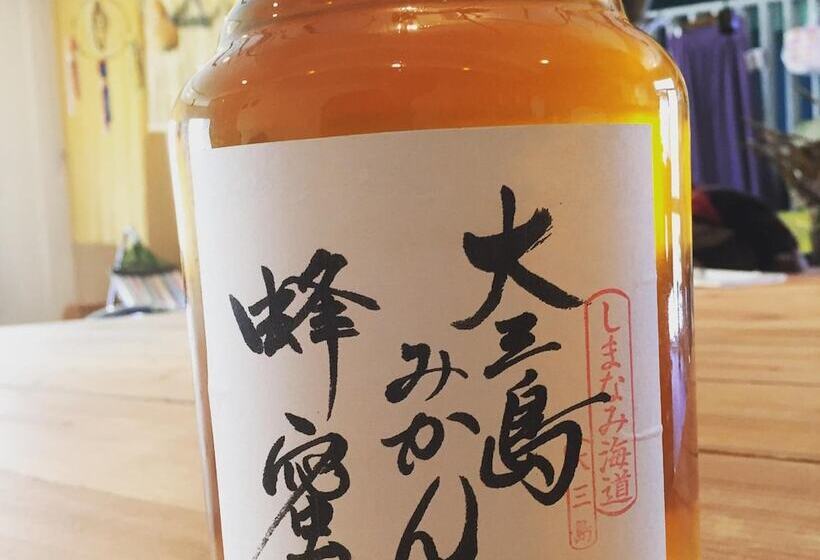 しまなみ海道
大三島
大三島
みかん
蜂蜜